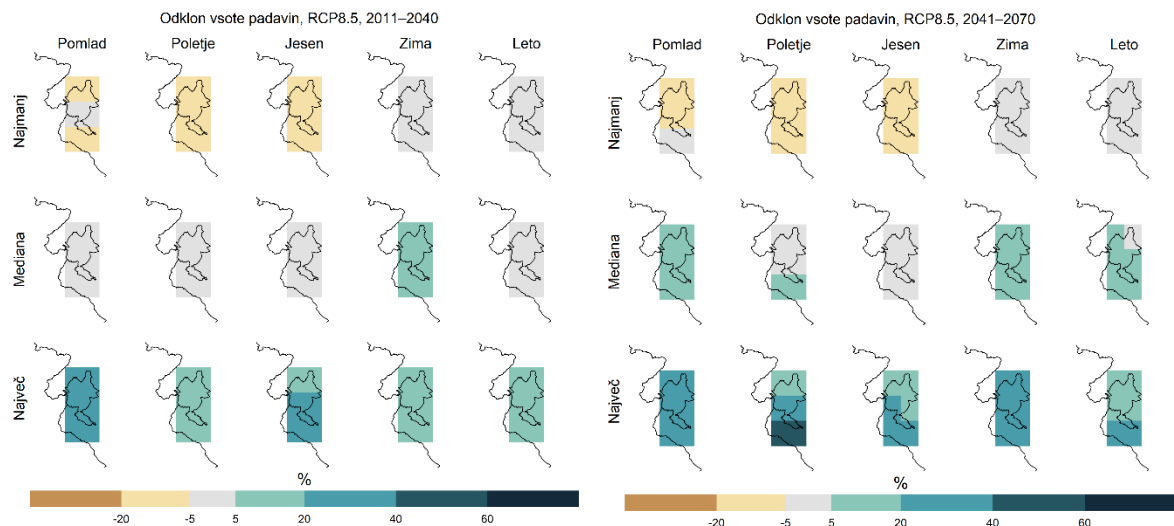 Odklon vsote padavin, RCP8.5, 2011–2040
Pomlad Poletje Jesen Zima Leto
Najmanj
Mediana
Največ
%
-20 -5 5 20 40 60
Odklon vsote padavin, RCP8.5, 2041–2070
Pomlad Poletje Jesen Zima Leto
Najmanj
Mediana
Največ
%
-20 -5 5 20 40 60